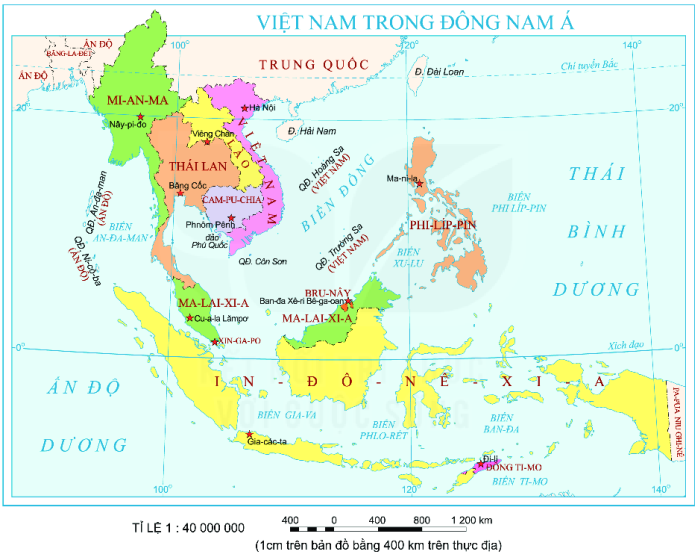 VIỆT NAM TRONG ĐÔNG NAM Á
100°
120°
140°
ẤN ĐỘ
BĂNG-LA-ĐÉT
ẤN ĐỘ
TRUNG QUỐC
Đ. Đài Loan
Chí tuyến Bắc
MI-AN-MA
20°
20°
Nây-pi-đo
Hà Nội
Đ. Hải Nam
Viêng Chăn
LÀO
VIỆT NAM
THÁI LAN
Băng Cốc
QĐ. Hoàng Sa
(VIỆT NAM)
BIỂN ĐÔNG
Ma-ni-la
THÁI
BÌNH
DƯƠNG
BIỂN
PHI-LÍP-PIN
CAM-PU-CHIA
Phnôm Pênh
QĐ. An-đa-man
(ẤN ĐỘ)
BIỂN
AN-ĐA-MAN
đảo
Phú Quốc
QĐ. Côn Sơn
QĐ. Trường Sa
(VIỆT NAM)
PHI-LÍP-PIN
BIỂN
XU-LU
QĐ. Ni-cô-ba
(ẤN ĐỘ)
BRU-NÂY
Ban-đa Xê-ri Bê-ga-oan
MA-LAI-XI-A
MA-LAI-XI-A
Cu-a-la Lămpơ
XIN-GA-PO
Xích đạo
0°
0°
IN-ĐÔ-NÊ-XI-A
ẤN ĐỘ
DƯƠNG
BIỂN GIA-VA
BIỂN
PHLO-RÉT
BIỂN
BAN-ĐA
PA-PUA NIU GHI-NÊ
Gia-các-ta
Đi-li
ĐÔNG TI-MO
BIỂN TI-MO
100°
120°
140°
TỈ LỆ 1 : 40 000 000
400 0 400 800 1 200 km
(1cm trên bản đồ bằng 400 km trên thực địa)